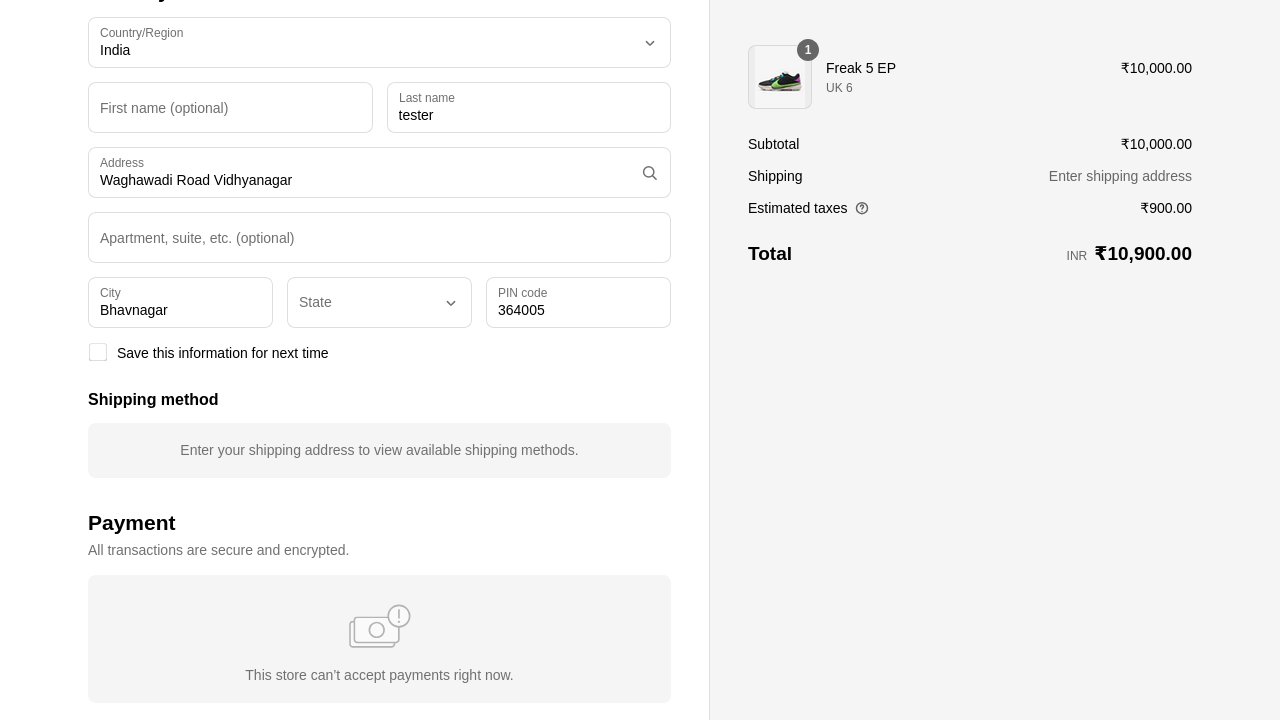 Country/Region
India
First name (optional)
Last name
tester
Address
Waghawadi Road Vidhyanagar
Apartment, suite, etc. (optional)
City
Bhavnagar
State
PIN code
364005
Save this information for next time
Shipping method
Enter your shipping address to view available shipping methods.
Payment
All transactions are secure and encrypted.
This store can't accept payments right now.
1
Freak 5 EP ₹10,000.00
UK 6
Subtotal ₹10,000.00
Shipping Enter shipping address
Estimated taxes ₹900.00
Total INR ₹10,900.00